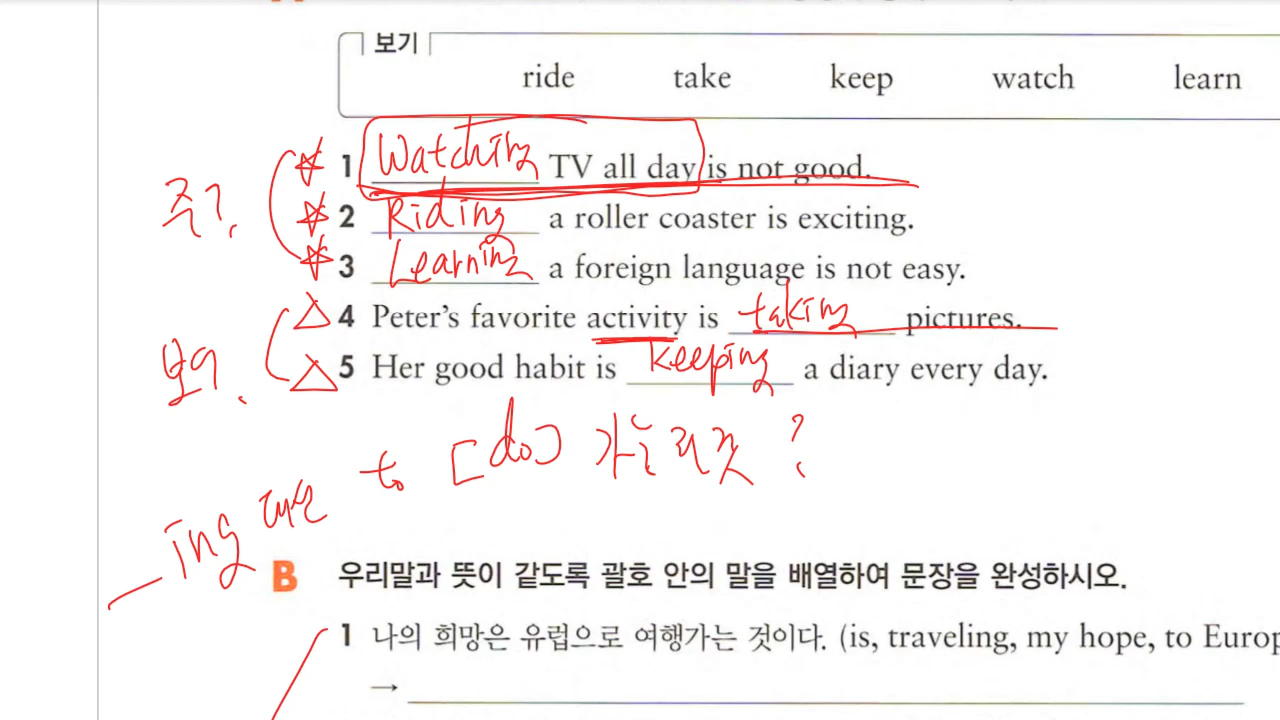 보기
ride take keep watch learn
1 Watching TV all day is not good.
주?
2 Riding a roller coaster is exciting.
3 Learning a foreign language is not easy.
4 Peter's favorite activity is taking pictures.
보어.
5 Her good habit is keeping a diary every day.
ing 대신 to [do] 가능
?
B 우리말과 뜻이 같도록 괄호 안의 말을 배열하여 문장을 완성하시오.
1 나의 희망은 유럽으로 여행가는 것이다. (is, traveling, my hope, to Europ
→